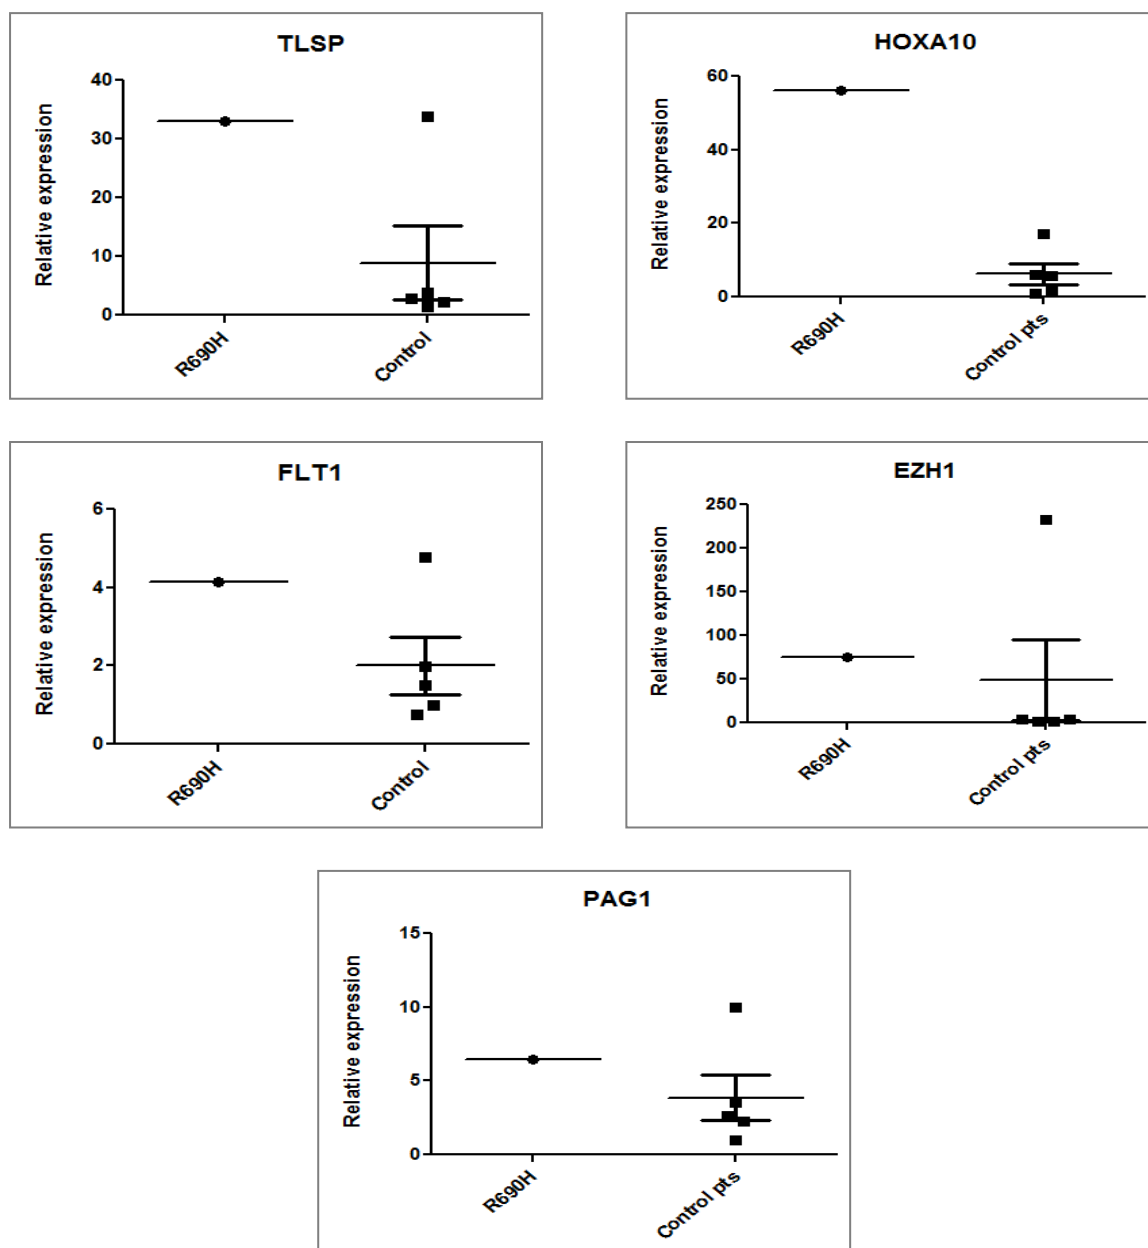 TLSP
Relative expression
40
30
20
10
0
R690H
Control
HOXA10
Relative expression
60
40
20
0
R690H
Control pts
FLT1
Relative expression
6
4
2
0
R690H
Control
EZH1
Relative expression
250
200
150
100
50
0
R690H
Control pts
PAG1
Relative expression
15
10
5
0
R690H
Control pts